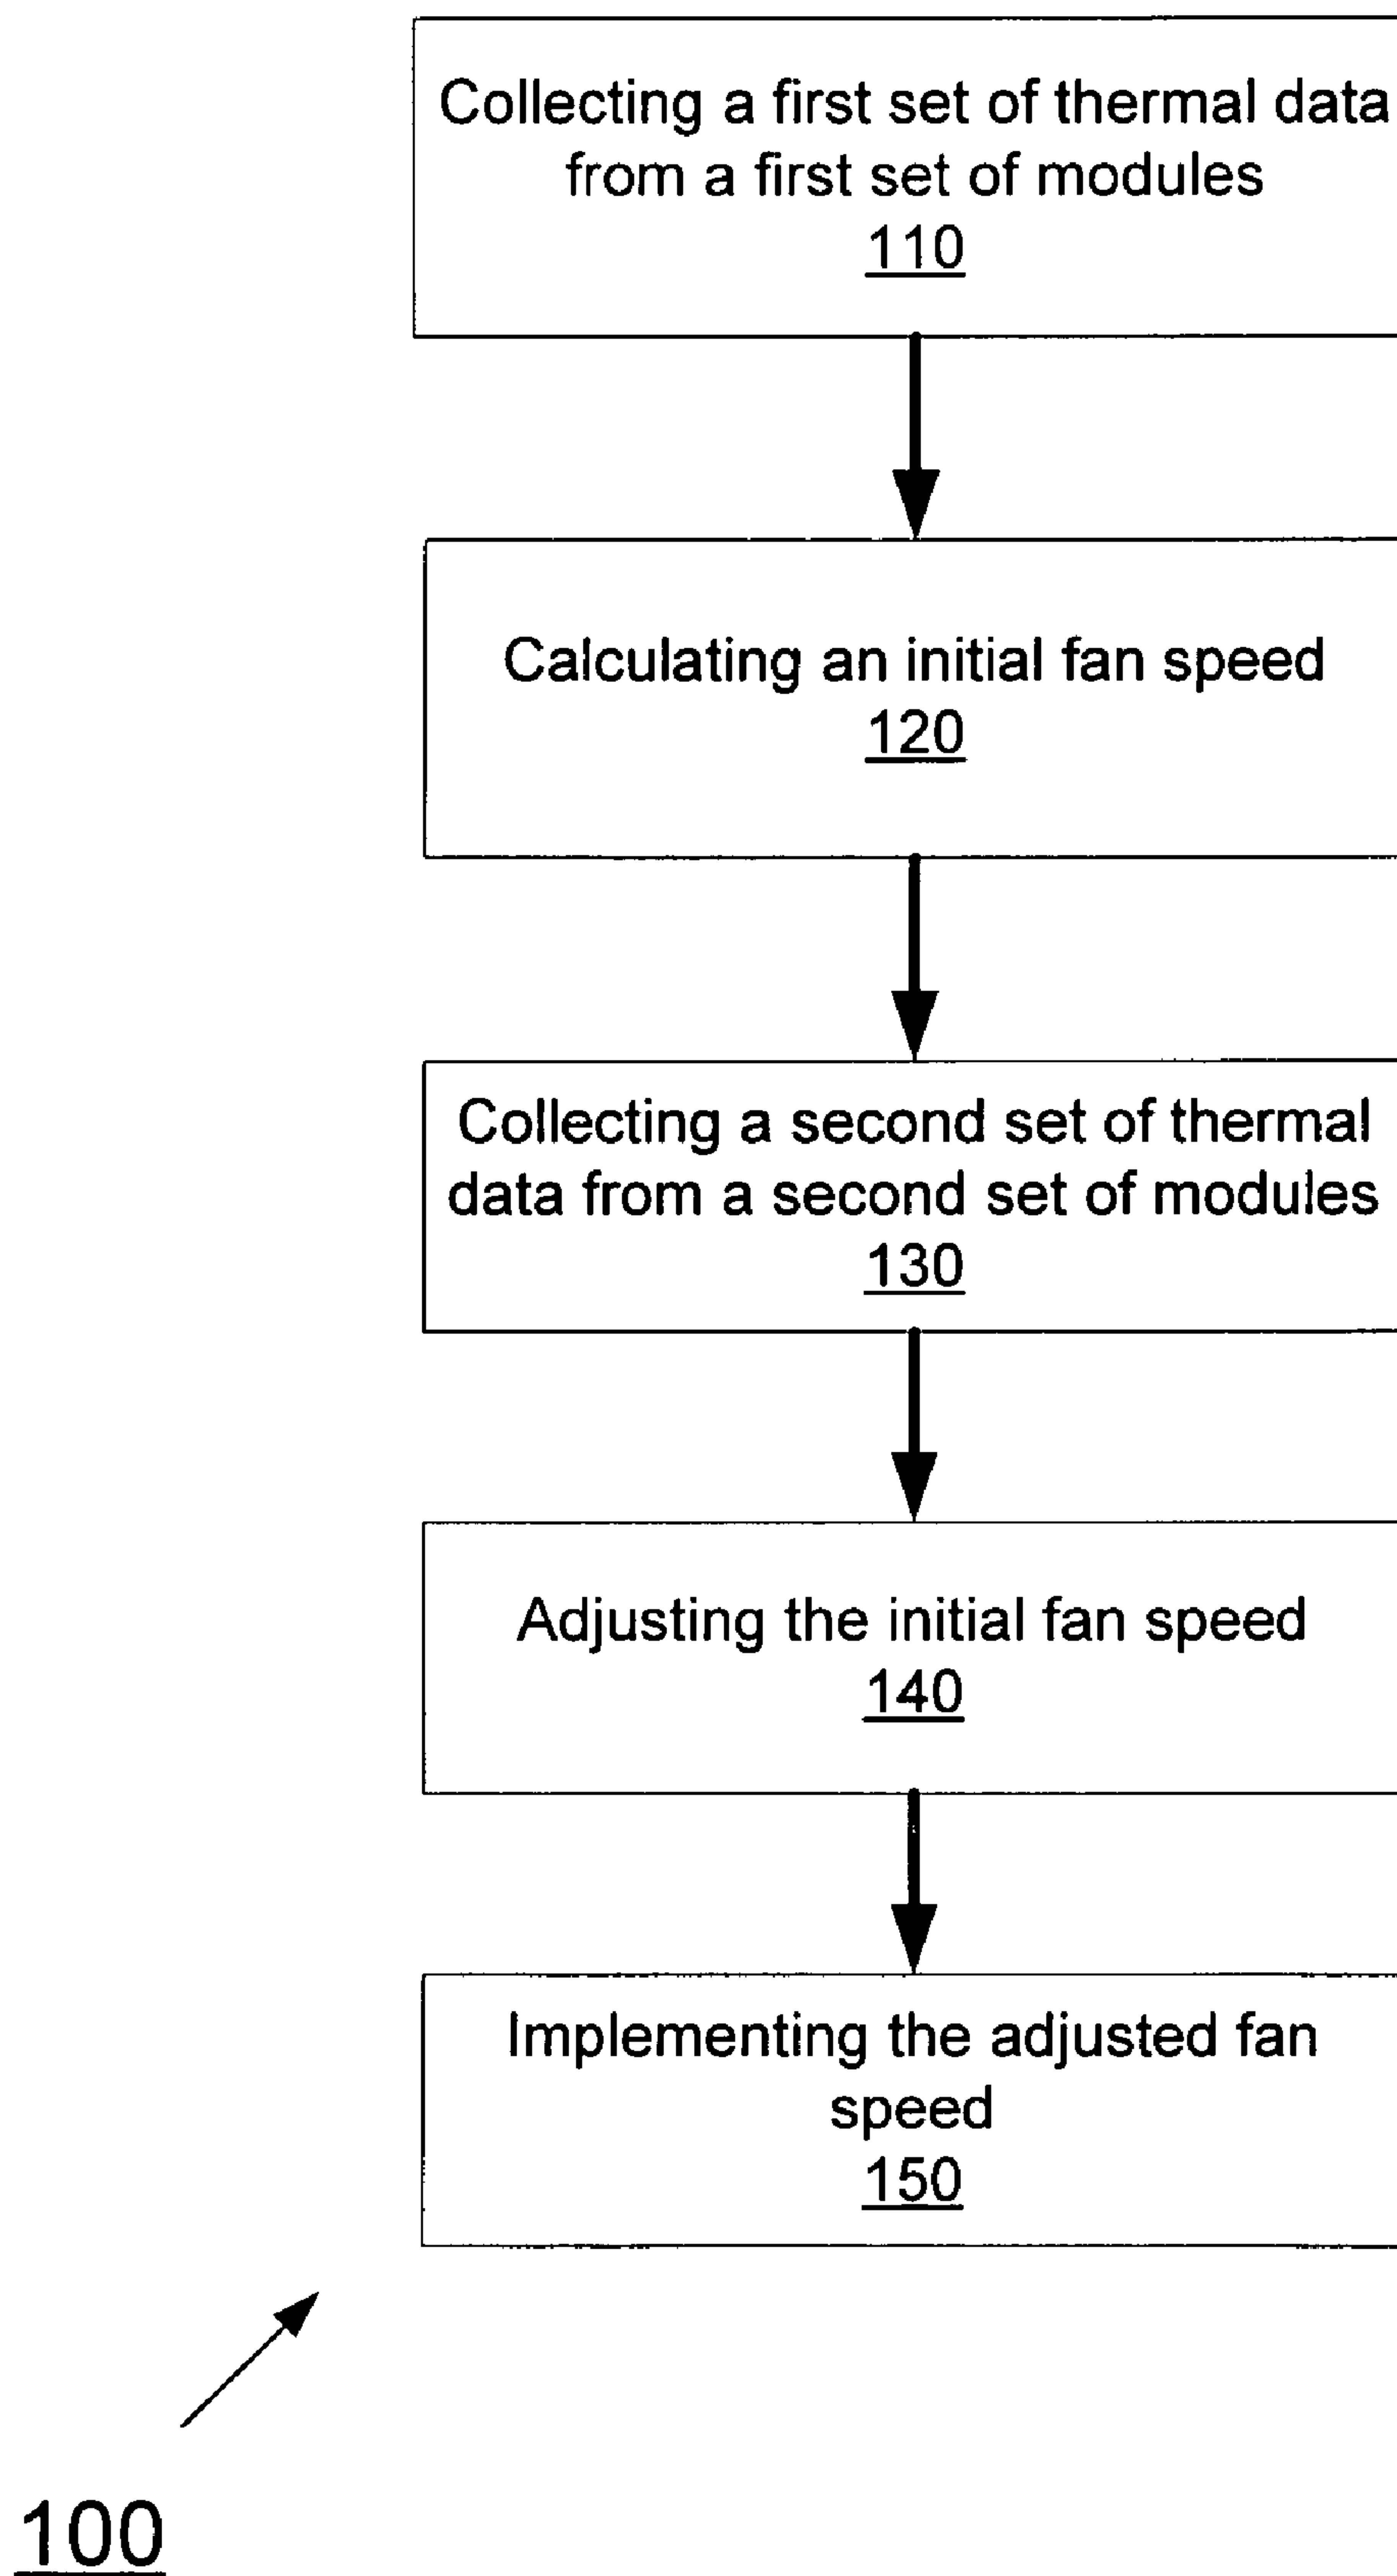 Collecting a first set of thermal data
from a first set of modules
110
Calculating an initial fan speed
120
Collecting a second set of thermal
data from a second set of modules
130
Adjusting the initial fan speed
140
Implementing the adjusted fan
speed
150
100